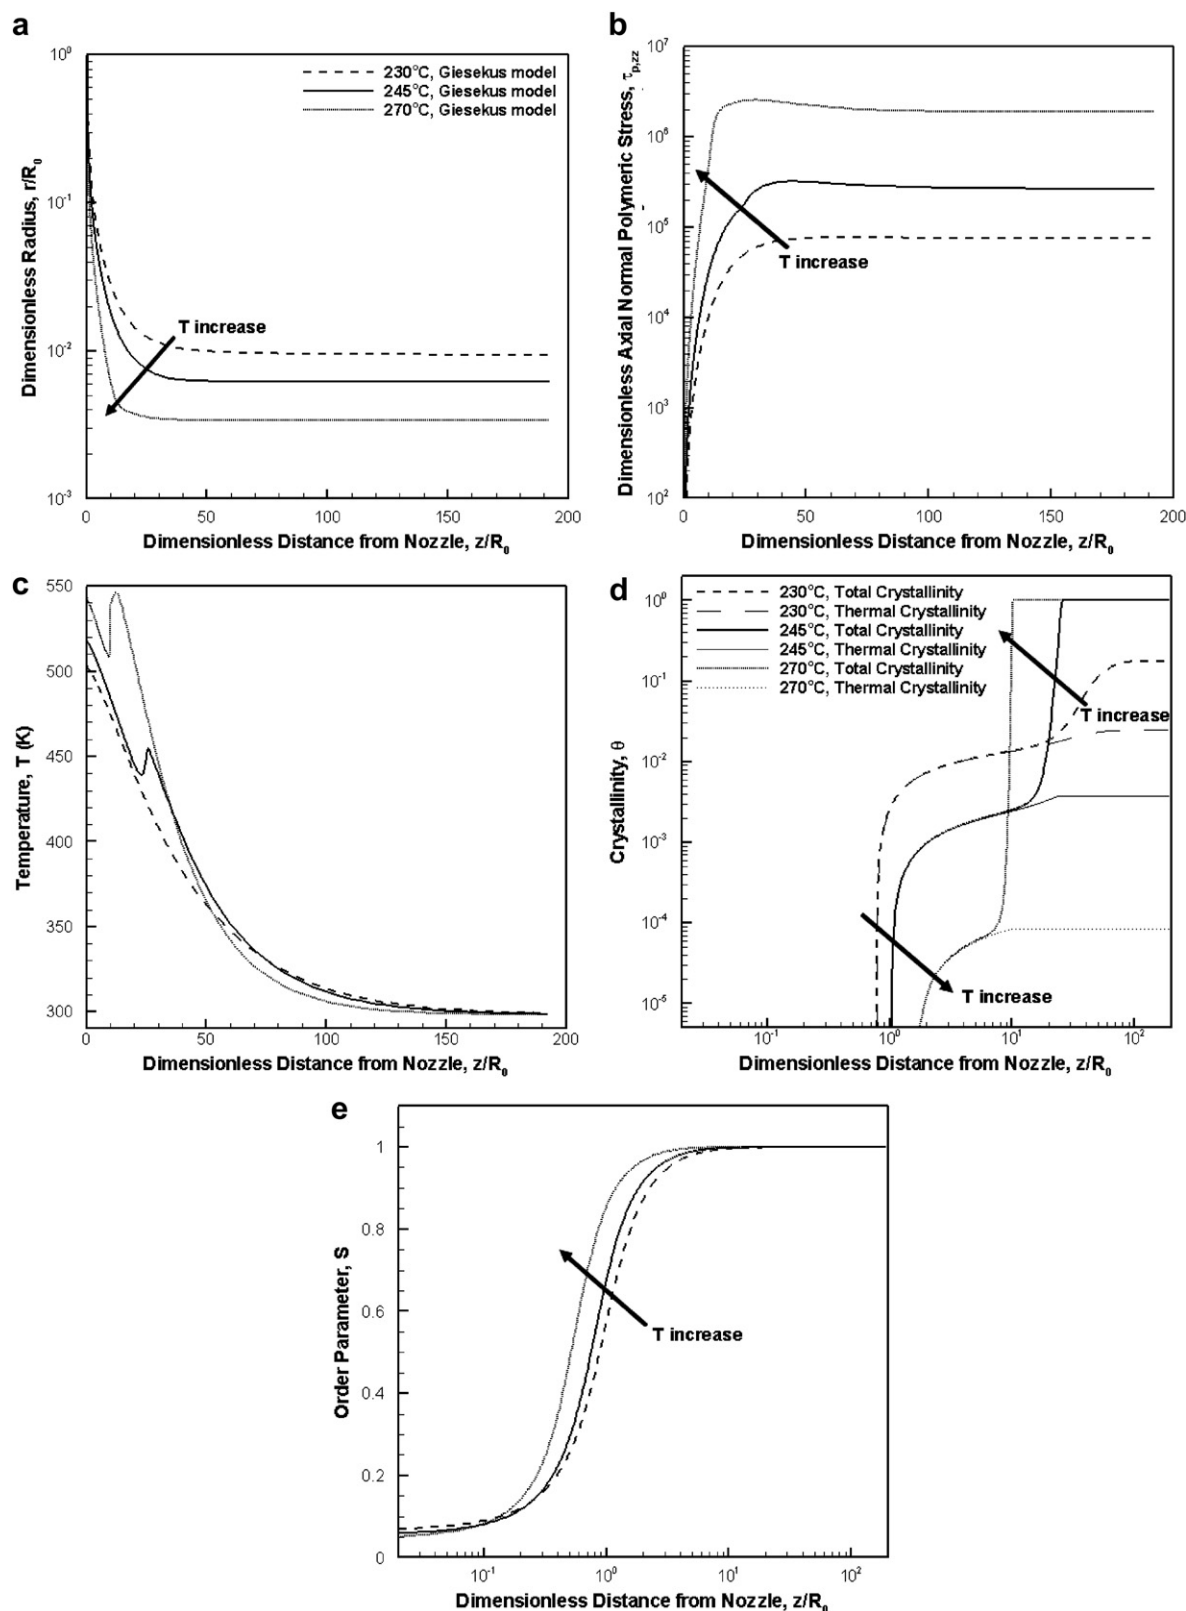 a
10⁰
10⁻¹
10⁻²
10⁻³
Dimensionless Radius, r/R₀
230°C, Giesekus model
245°C, Giesekus model
270°C, Giesekus model
T increase
0 50 100 150 200
Dimensionless Distance from Nozzle, z/R₀
b
10⁷
10⁶
10⁵
10⁴
10³
10²
Dimensionless Axial Normal Polymeric Stress, τp,zz
T increase
0 50 100 150 200
Dimensionless Distance from Nozzle, z/R₀
c
550
500
450
400
350
300
Temperature, T (K)
0 50 100 150 200
Dimensionless Distance from Nozzle, z/R₀
d
10⁰
10⁻¹
10⁻²
10⁻³
10⁻⁴
10⁻⁵
Crystallinity, θ
230°C, Total Crystallinity
230°C, Thermal Crystallinity
245°C, Total Crystallinity
245°C, Thermal Crystallinity
270°C, Total Crystallinity
270°C, Thermal Crystallinity
T increase
T increase
10⁻¹ 10⁰ 10¹ 10²
Dimensionless Distance from Nozzle, z/R₀
e
1
0.8
0.6
0.4
0.2
0
Order Parameter, S
T increase
10⁻¹ 10⁰ 10¹ 10²
Dimensionless Distance from Nozzle, z/R₀